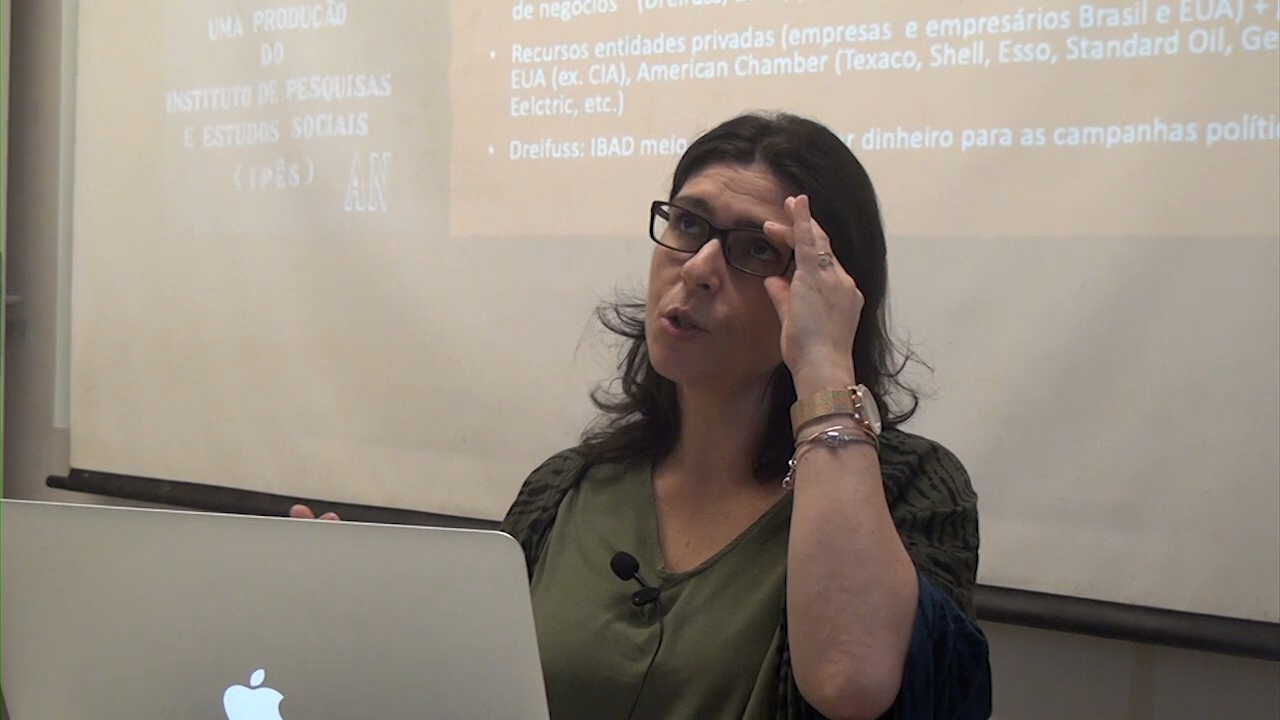 UMA PRODUÇÃO
DO
INSTITUTO DE PESQUISAS
E ESTUDOS SOCIAIS
(IPÊS)
AN
de negócios" (Dreifuss,
• Recursos entidades privadas (empresas e empresários Brasil e EUA) +
EUA (ex. CIA), American Chamber (Texaco, Shell, Esso, Standard Oil, Ge
Eelctric, etc.)
• Dreifuss: IBAD meio dinheiro para as campanhas políti